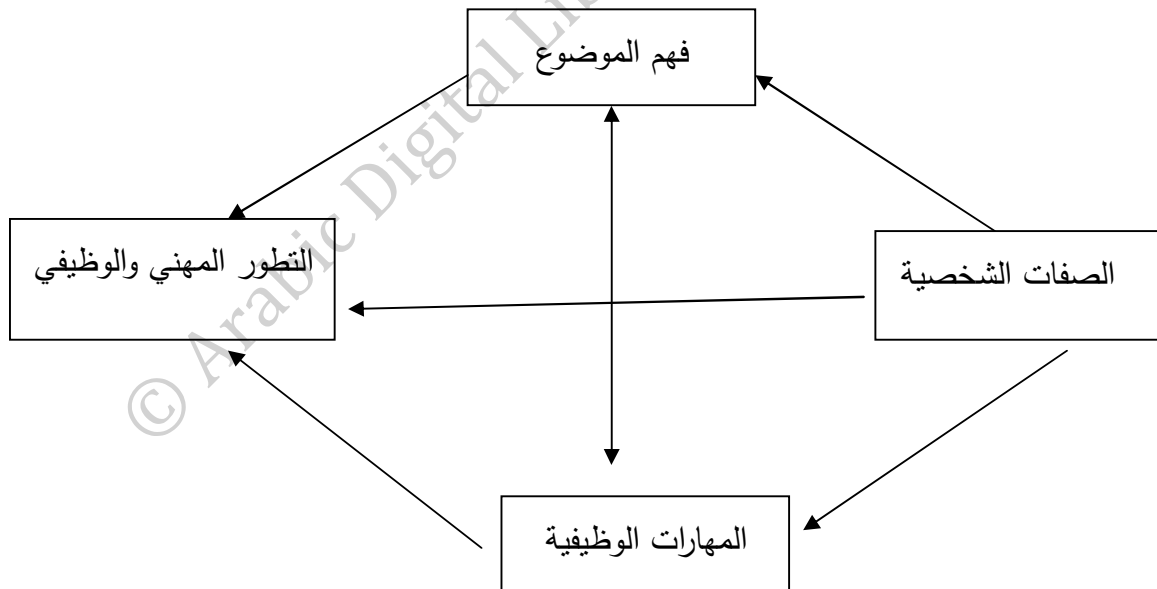 فهم الموضوع
الصفات الشخصية
التطور المهني والوظيفي
المهارات الوظيفية
© Arabic Digital